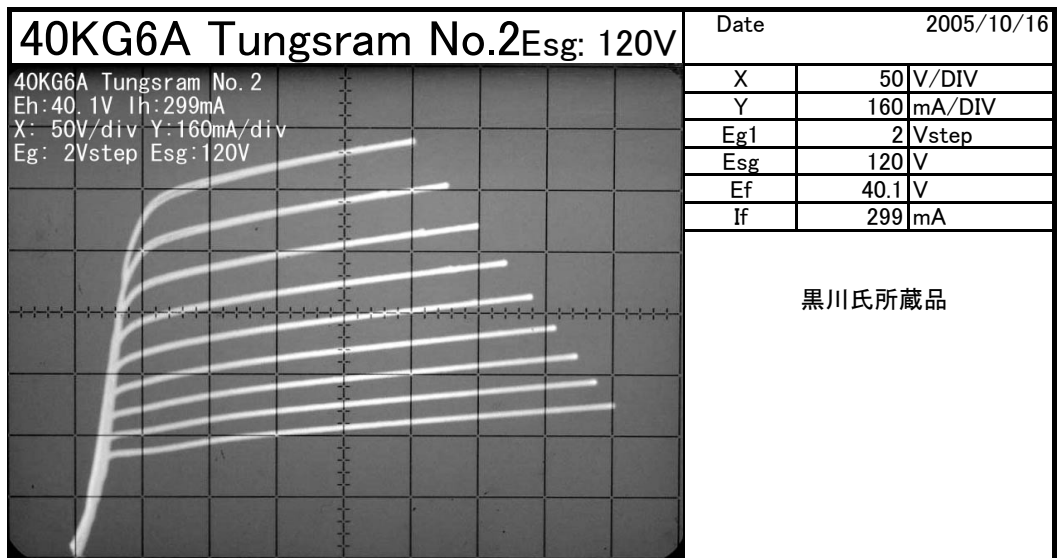 40KG6A Tungsram No.2 Esg: 120V
40KG6A Tungsram No.2
Eh:40.1V Ih:299mA
X: 50V/div Y:160mA/div
Eg: 2Vstep Esg:120V
Date 2005/10/16
X 50 V/DIV
Y 160 mA/DIV
Eg1 2 Vstep
Esg 120 V
Ef 40.1 V
If 299 mA
黒川氏所蔵品